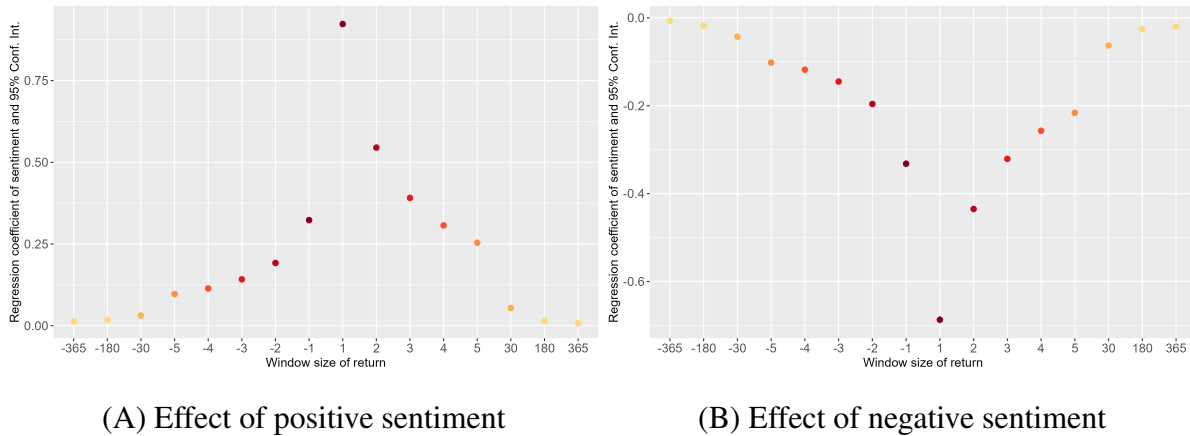 Regression coefficient of sentiment and 95% Conf. Int.
0.75
0.50
0.25
0.00
-365 -180 -30 -5 -4 -3 -2 -1 1 2 3 4 5 30 180 365
Window size of return
(A) Effect of positive sentiment
Regression coefficient of sentiment and 95% Conf. Int.
0.0
-0.2
-0.4
-0.6
-365 -180 -30 -5 -4 -3 -2 -1 1 2 3 4 5 30 180 365
Window size of return
(B) Effect of negative sentiment